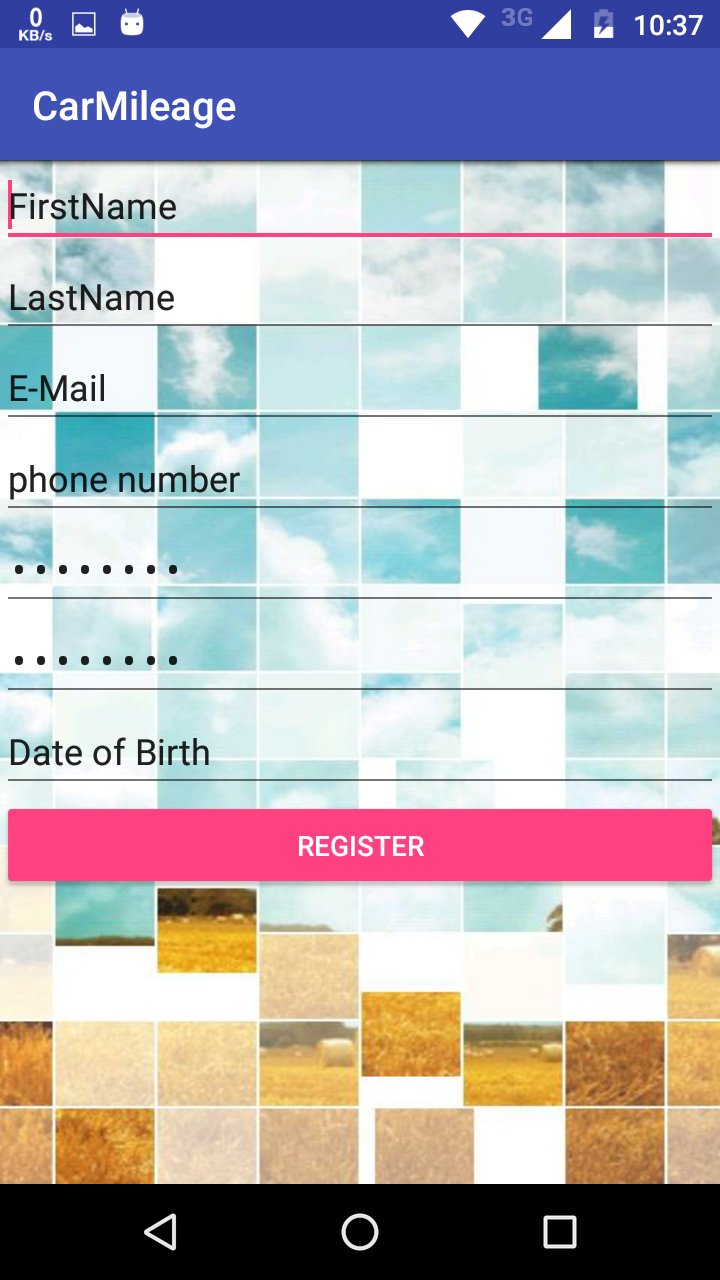 0
KB/s
3G
10:37
CarMileage
FirstName
LastName
E-Mail
phone number
........
........
Date of Birth
REGISTER